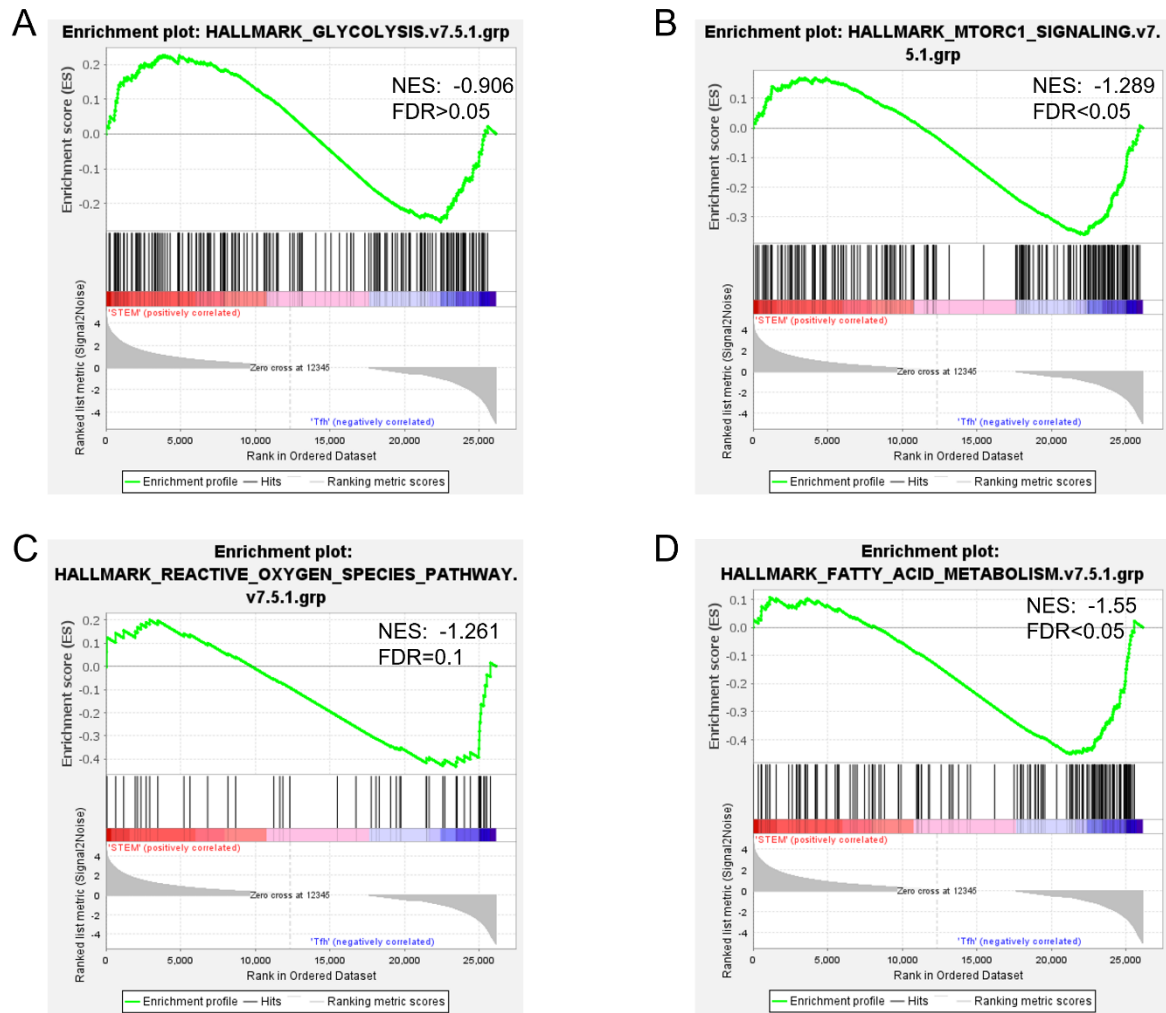 A
Enrichment plot: HALLMARK_GLYCOLYSIS.v7.5.1.grp
NES: -0.906
FDR>0.05
Enrichment score (ES)
0.2
0.1
0.0
-0.1
-0.2
'STEM' (positively correlated)
Ranked list metric (Signal2Noise)
4
2
0
-2
-4
Zero cross at 12345
'Tfh' (negatively correlated)
0 5,000 10,000 15,000 20,000 25,000
Rank in Ordered Dataset
Enrichment profile Hits Ranking metric scores
B
Enrichment plot: HALLMARK_MTORC1_SIGNALING.v7.
5.1.grp
NES: -1.289
FDR<0.05
Enrichment score (ES)
0.1
0.0
-0.1
-0.2
-0.3
'STEM' (positively correlated)
Ranked list metric (Signal2Noise)
4
2
0
-2
-4
Zero cross at 12345
'Tfh' (negatively correlated)
0 5,000 10,000 15,000 20,000 25,000
Rank in Ordered Dataset
Enrichment profile Hits Ranking metric scores
C
Enrichment plot:
HALLMARK_REACTIVE_OXYGEN_SPECIES_PATHWAY.
v7.5.1.grp
NES: -1.261
FDR=0.1
Enrichment score (ES)
0.2
0.1
0.0
-0.1
-0.2
-0.3
-0.4
'STEM' (positively correlated)
Ranked list metric (Signal2Noise)
4
2
0
-2
-4
Zero cross at 12345
'Tfh' (negatively correlated)
0 5,000 10,000 15,000 20,000 25,000
Rank in Ordered Dataset
Enrichment profile Hits Ranking metric scores
D
Enrichment plot:
HALLMARK_FATTY_ACID_METABOLISM.v7.5.1.grp
NES: -1.55
FDR<0.05
Enrichment score (ES)
0.1
0.0
-0.1
-0.2
-0.3
-0.4
'STEM' (positively correlated)
Ranked list metric (Signal2Noise)
4
2
0
-2
-4
Zero cross at 12345
'Tfh' (negatively correlated)
0 5,000 10,000 15,000 20,000 25,000
Rank in Ordered Dataset
Enrichment profile Hits Ranking metric scores